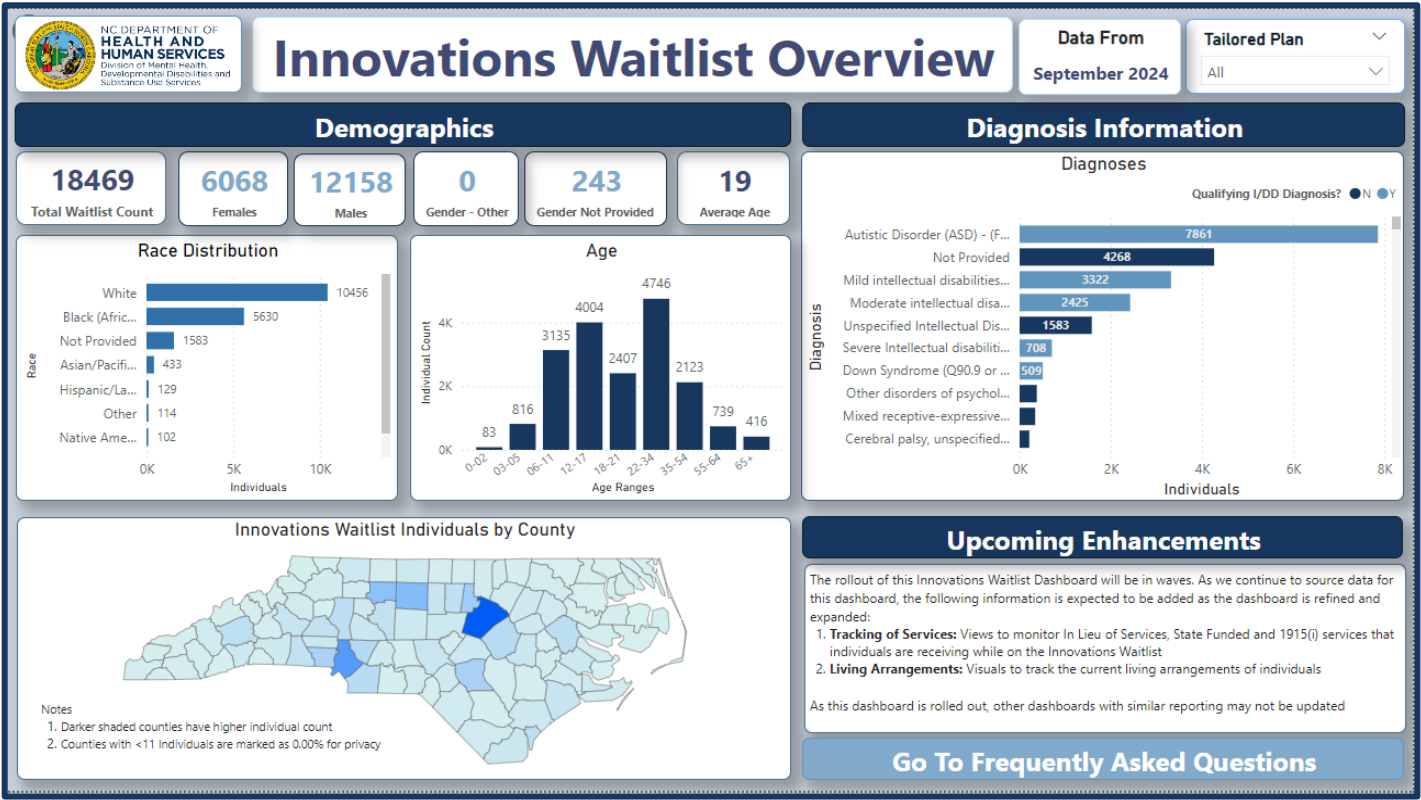 NC DEPARTMENT OF
HEALTH AND
HUMAN SERVICES
Division of Mental Health,
Developmental Disabilities and
Substance Use Services
Innovations Waitlist Overview
Data From
September 2024
Tailored Plan
All
Demographics
18469
Total Waitlist Count
6068
Females
12158
Males
0
Gender - Other
243
Gender Not Provided
19
Average Age
Race Distribution
Race
White 10456
Black (Afric... 5630
Not Provided 1583
Asian/Pacifi... 433
Hispanic/La... 129
Other 114
Native Ame... 102
0K 5K 10K
Individuals
Age
Individual Count
4K
2K
0K
83 816 3135 4004 2407 4746 2123 739 416
0-02 03-05 06-11 12-17 18-21 22-34 35-54 55-64 65+
Age Ranges
Diagnosis Information
Diagnoses
Qualifying I/DD Diagnosis? N Y
Diagnosis
Autistic Disorder (ASD) - (F... 7861
Not Provided 4268
Mild intellectual disabilities... 3322
Moderate intellectual disa... 2425
Unspecified Intellectual Dis... 1583
Severe Intellectual disabiliti... 708
Down Syndrome (Q90.9 or ... 509
Other disorders of psychol...
Mixed receptive-expressive...
Cerebral palsy, unspecified...
0K 2K 4K 6K 8K
Individuals
Innovations Waitlist Individuals by County
Notes
1. Darker shaded counties have higher individual count
2. Counties with <11 Individuals are marked as 0.00% for privacy
Upcoming Enhancements
The rollout of this Innovations Waitlist Dashboard will be in waves. As we continue to source data for
this dashboard, the following information is expected to be added as the dashboard is refined and
expanded:
1. Tracking of Services: Views to monitor In Lieu of Services, State Funded and 1915(i) services that
individuals are receiving while on the Innovations Waitlist
2. Living Arrangements: Visuals to track the current living arrangements of individuals
As this dashboard is rolled out, other dashboards with similar reporting may not be updated
Go To Frequently Asked Questions